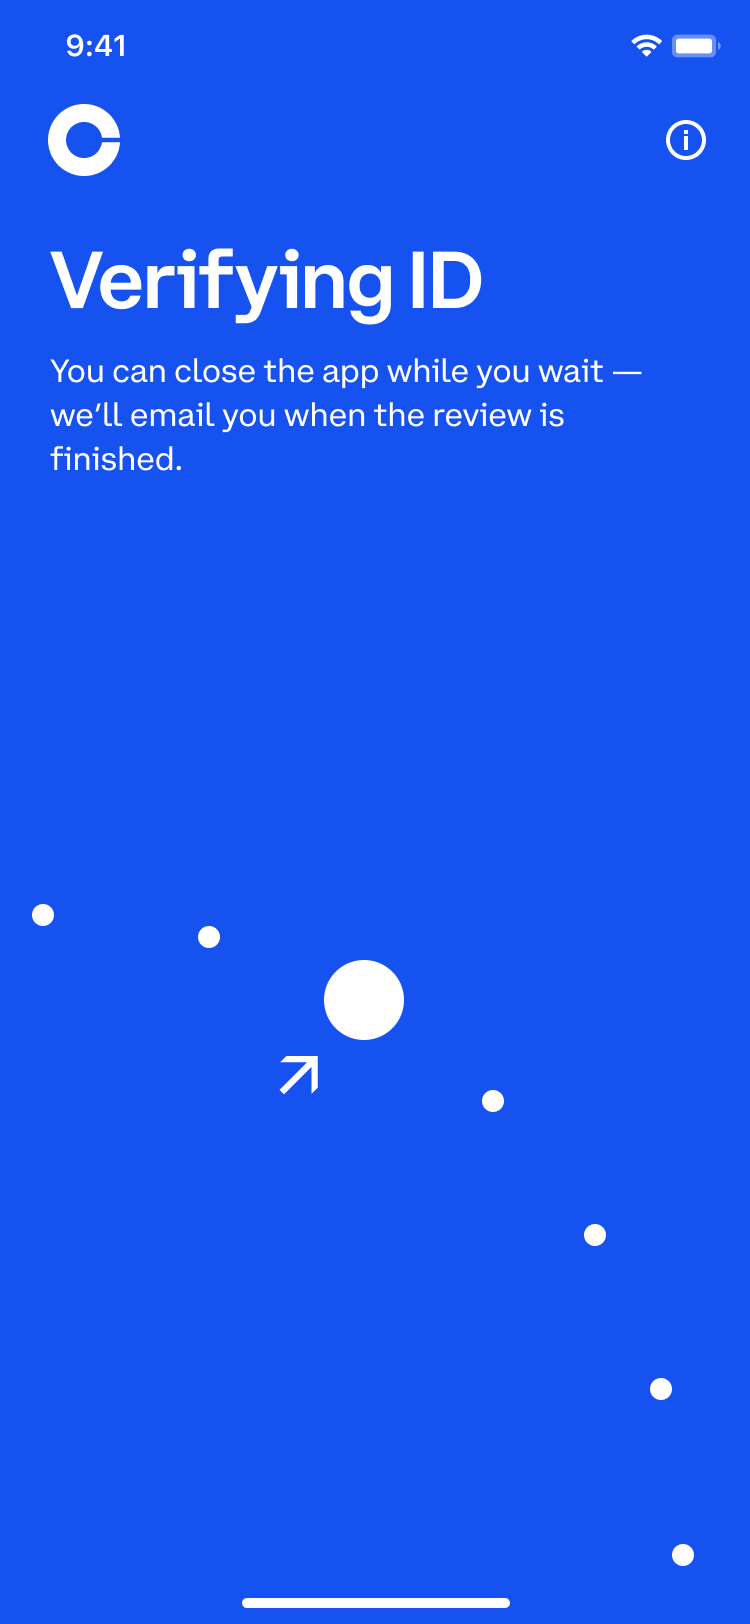 9:41
Verifying ID
You can close the app while you wait —
we’ll email you when the review is
finished.